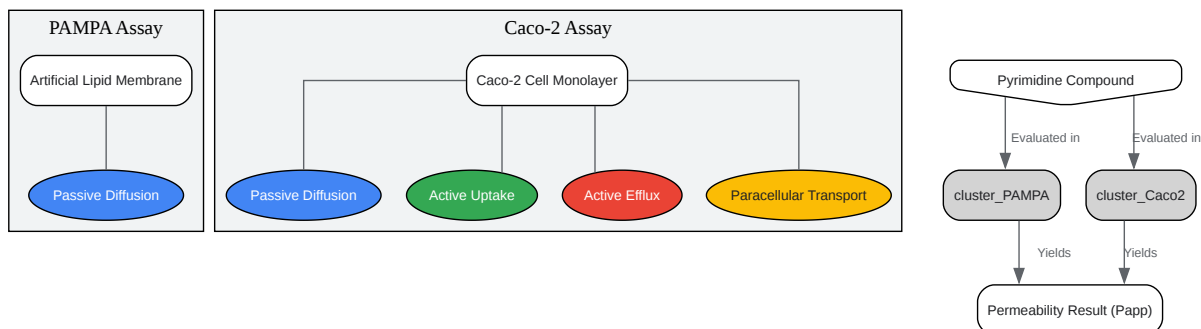 PAMPA Assay
Artificial Lipid Membrane
Passive Diffusion
Caco-2 Assay
Caco-2 Cell Monolayer
Passive Diffusion
Active Uptake
Active Efflux
Paracellular Transport
Pyrimidine Compound
Evaluated in
Evaluated in
cluster_PAMPA
cluster_Caco2
Yields
Yields
Permeability Result (Papp)